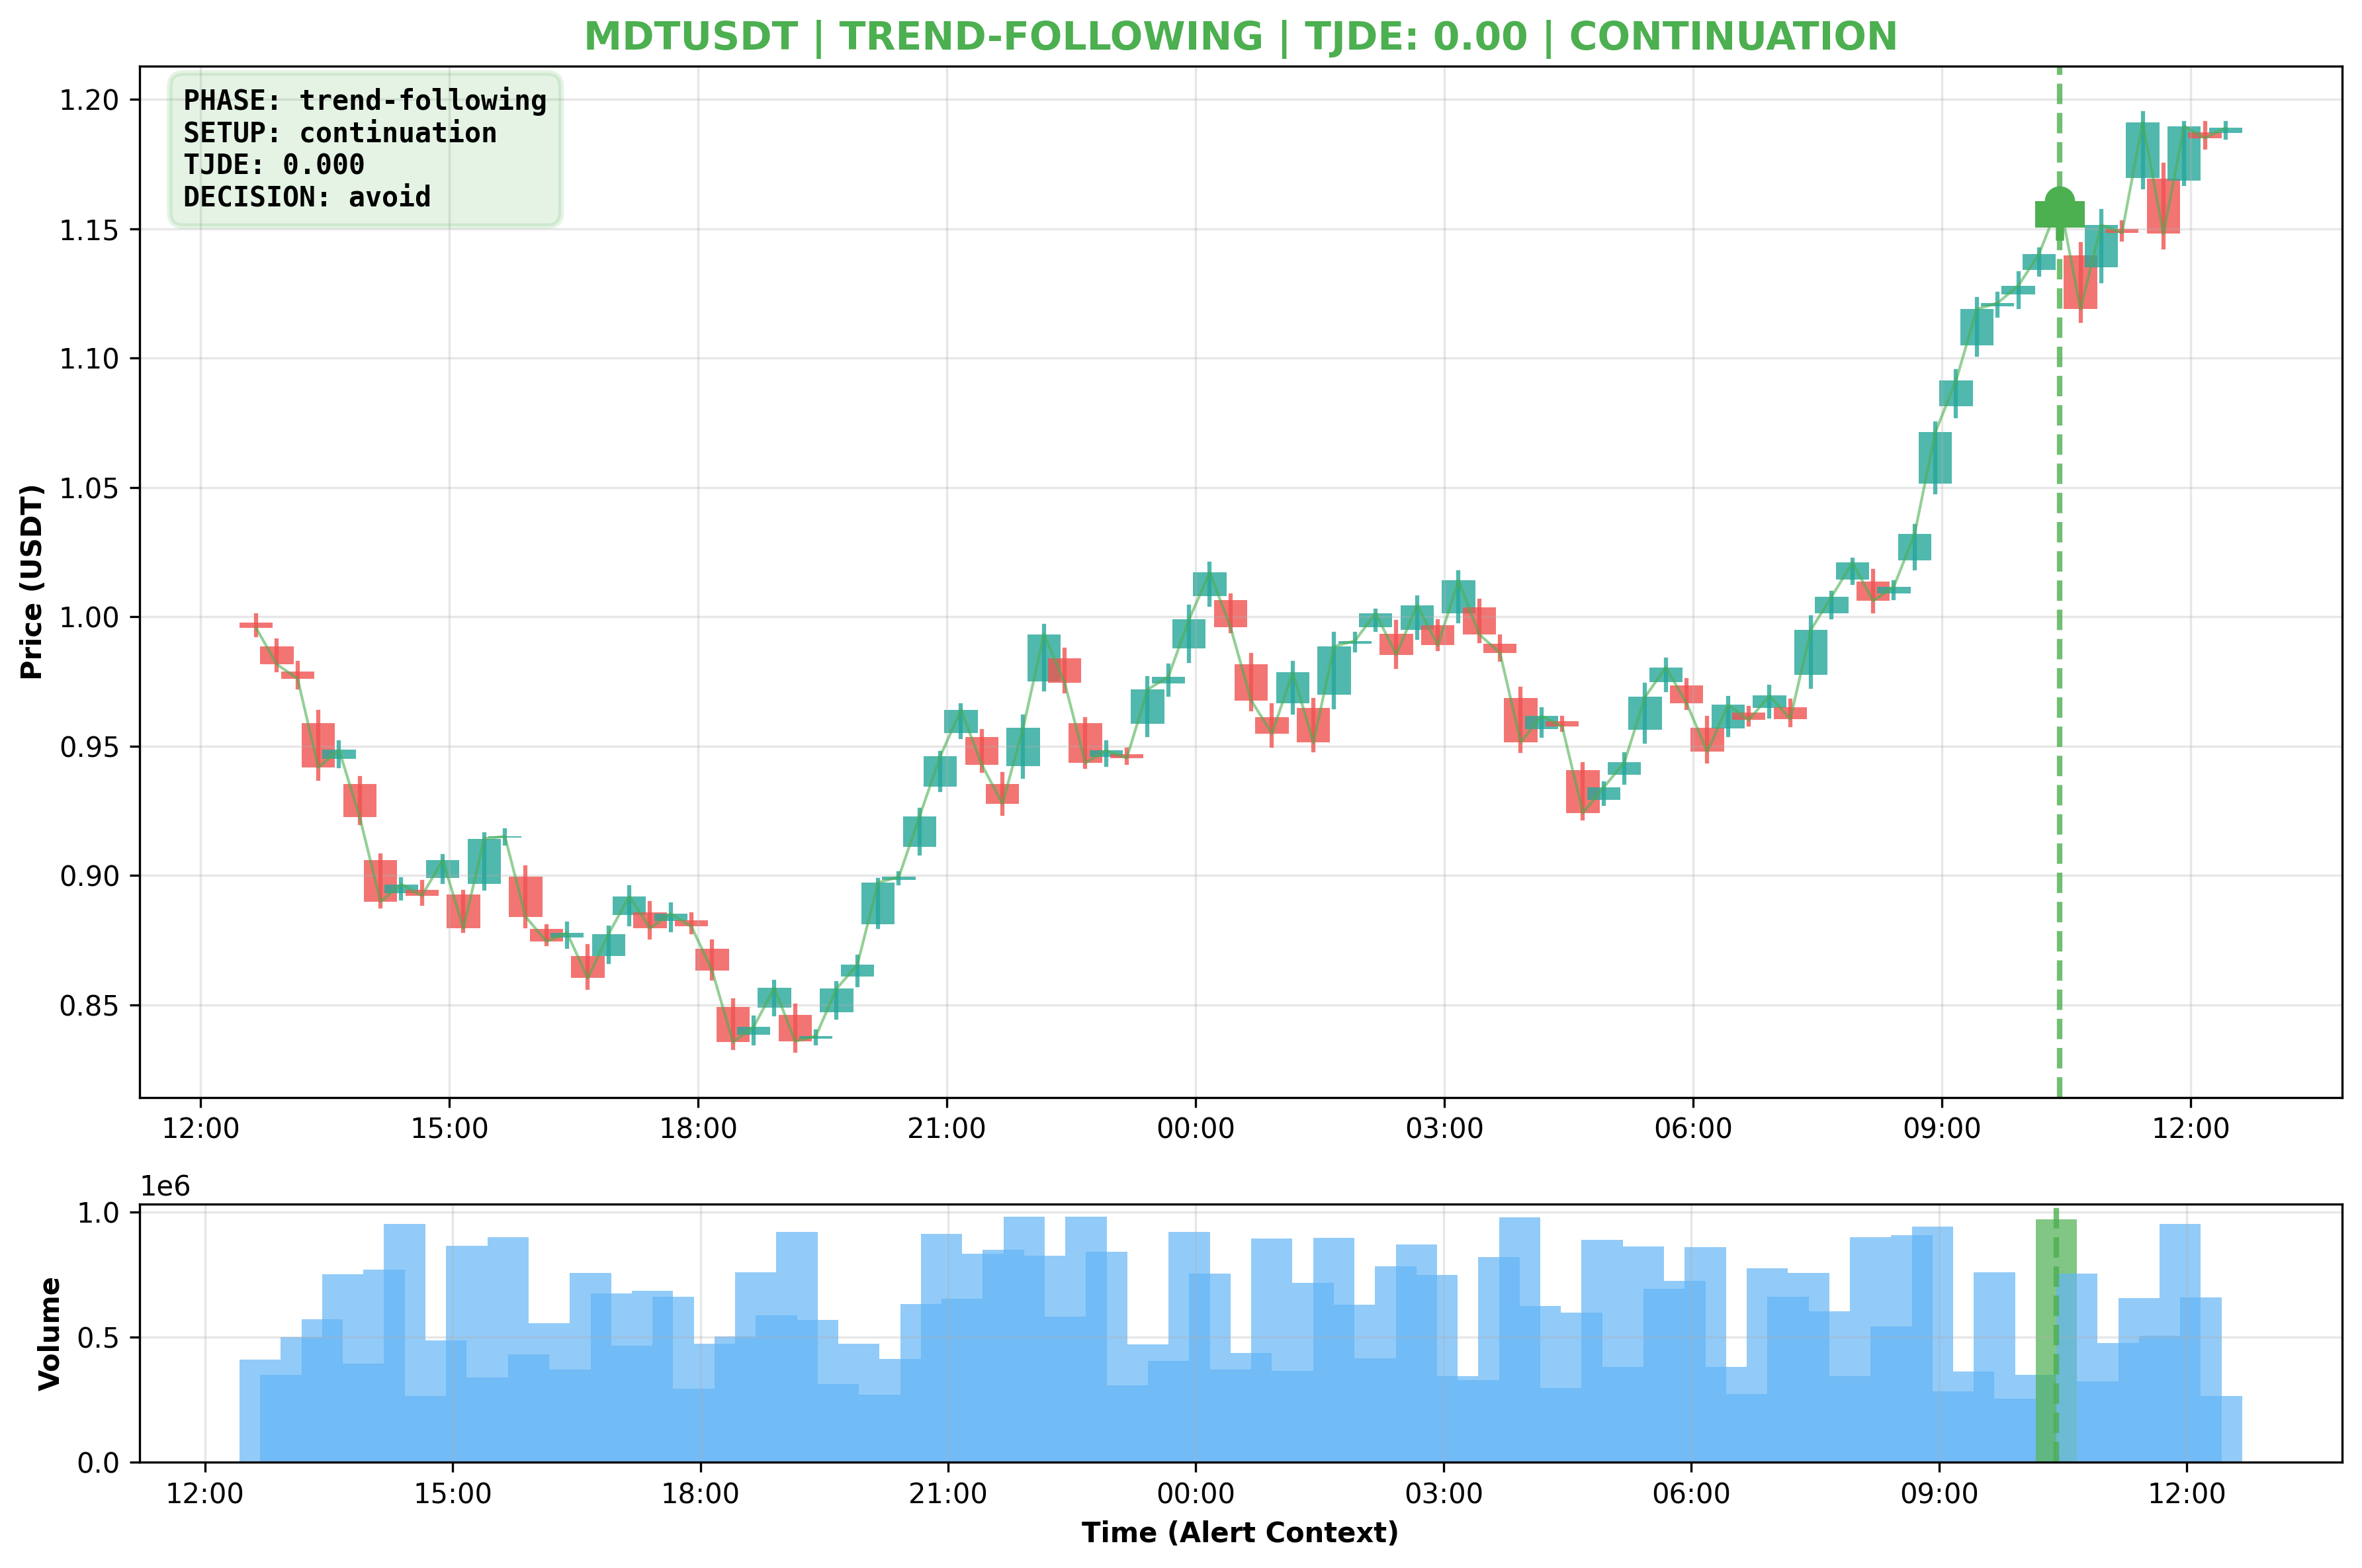 MDTUSDT | TREND-FOLLOWING | TJDE: 0.00 | CONTINUATION
PHASE: trend-following
SETUP: continuation
TJDE: 0.000
DECISION: avoid
Price (USDT)
1.20
1.15
1.10
1.05
1.00
0.95
0.90
0.85
12:00 15:00 18:00 21:00 00:00 03:00 06:00 09:00 12:00
1e6
Volume
1.0
0.5
0.0
12:00 15:00 18:00 21:00 00:00 03:00 06:00 09:00 12:00
Time (Alert Context)